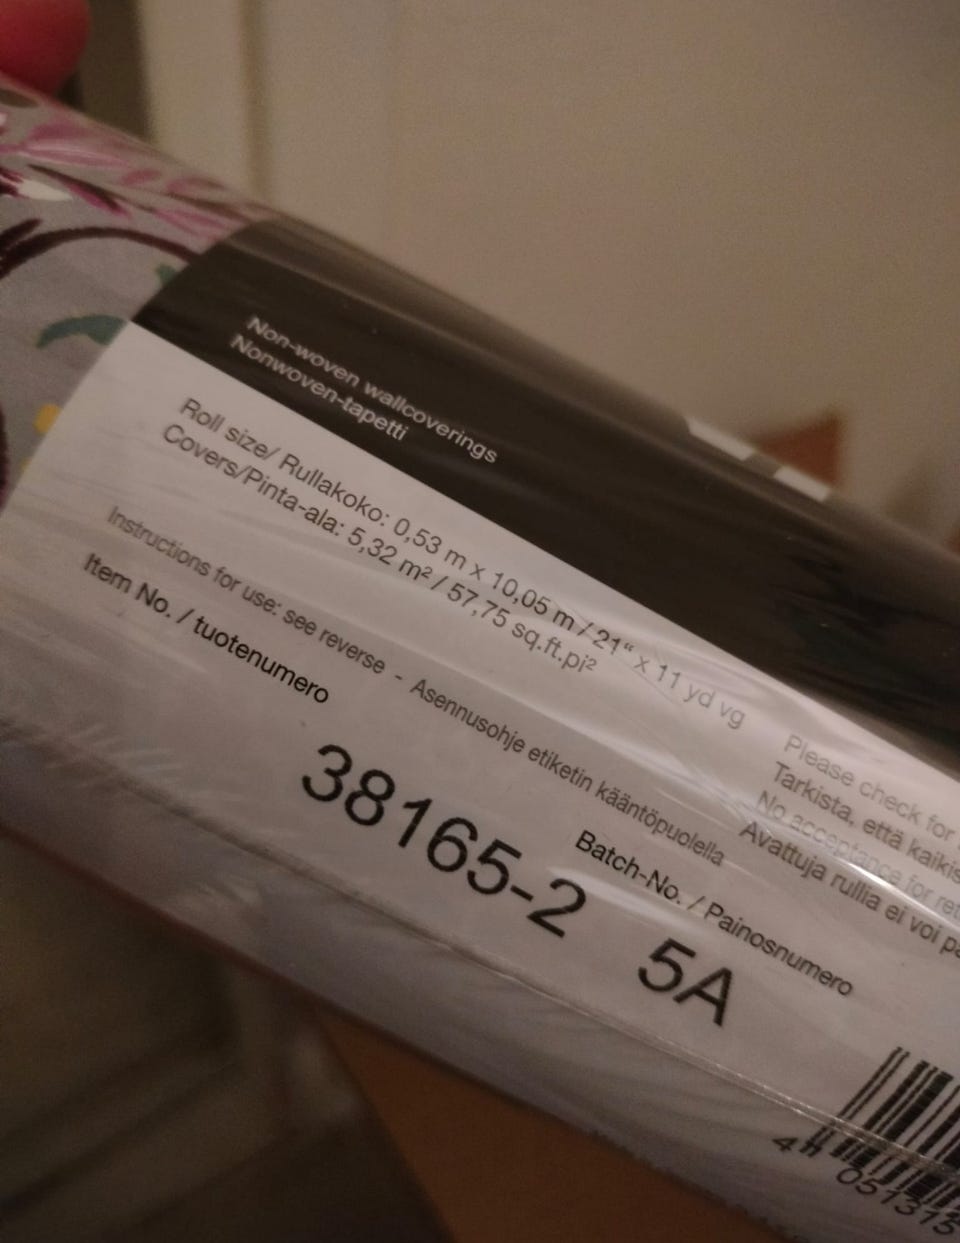 Non-woven wallcoverings
Nonwoven-tapetti
Roll size/ Rullakoko: 0,53 m x 10,05 m / 21“ x 11 yd vg
Covers/Pinta-ala: 5,32 m² / 57,75 sq.ft.pi²
Instructions for use: see reverse - Asennusohje etiketin kääntöpuolella
Item No. / tuotenumero
38165-2
Batch-No. / Painosnumero
5A
Please check for
Tarkista, että kaikis
No acceptance for ret
Avattuja rullia ei voi pa
4 051315